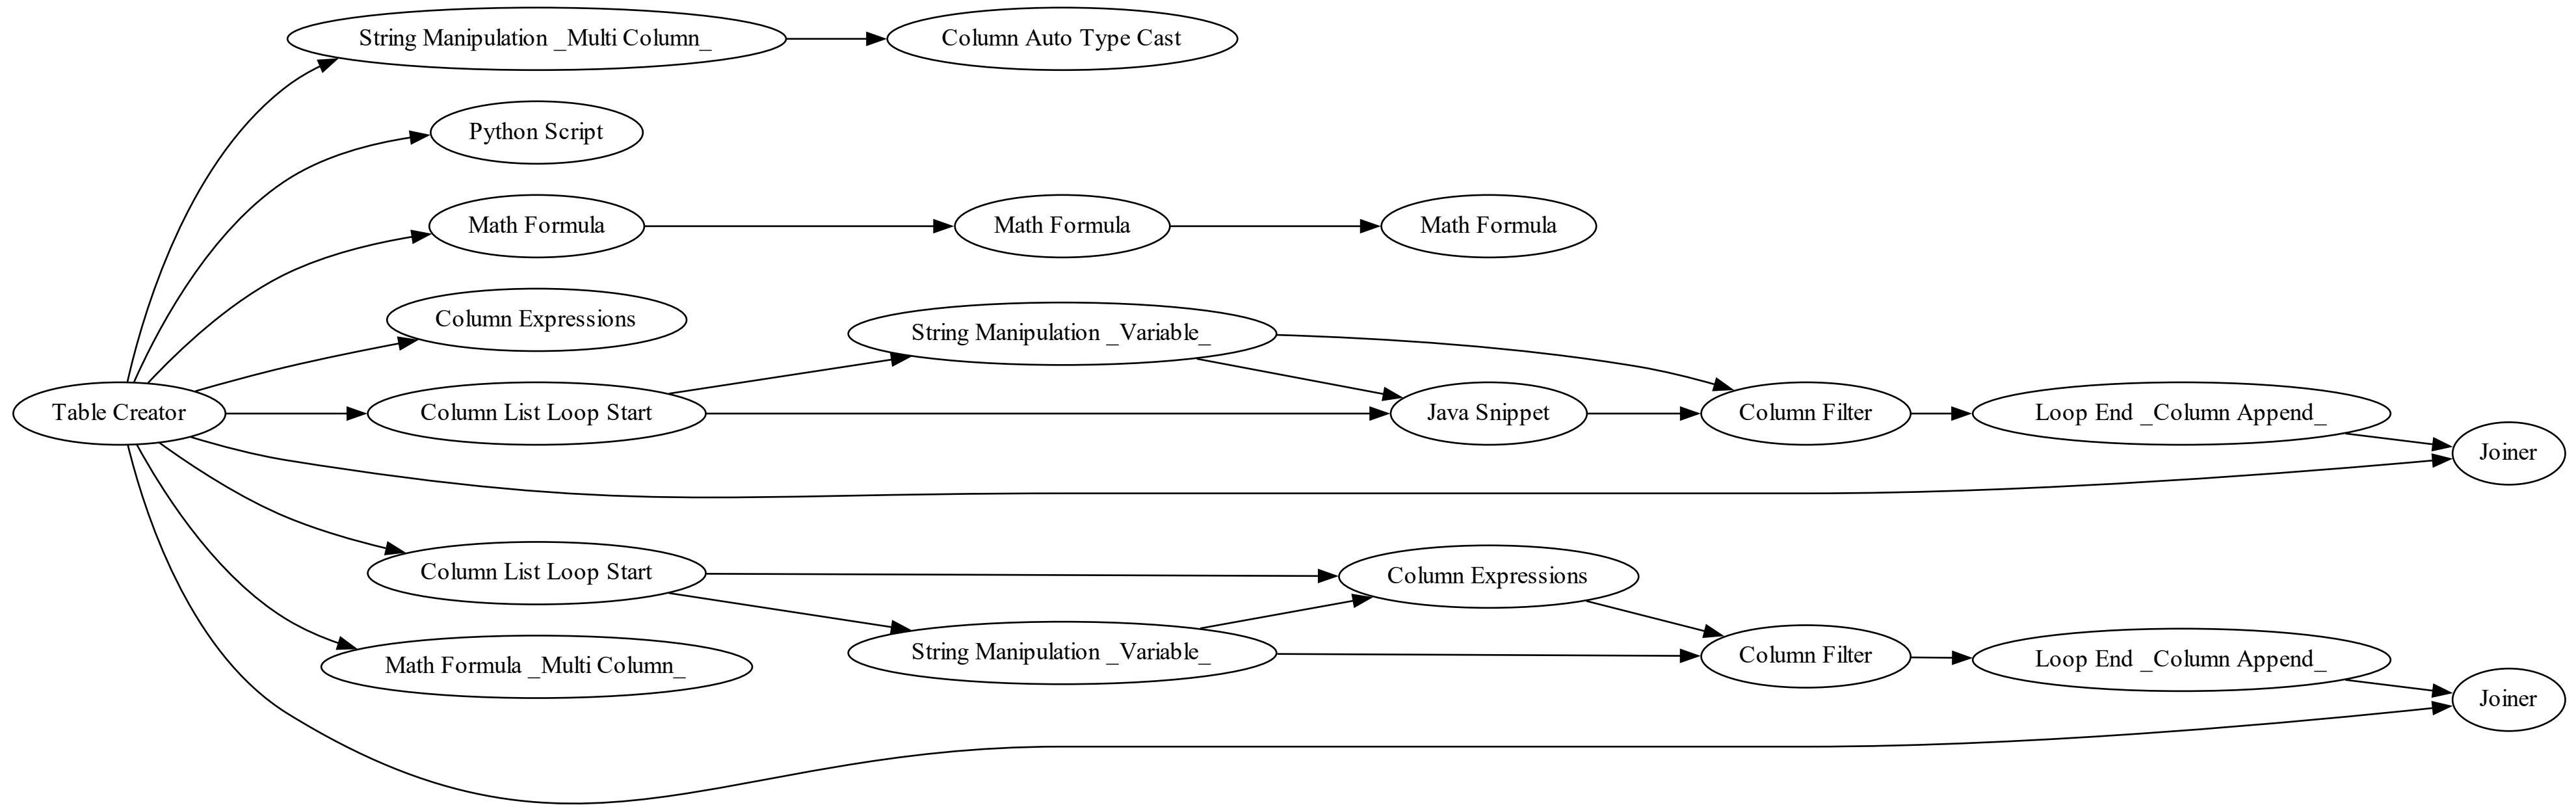 String Manipulation _Multi Column_
Column Auto Type Cast
Python Script
Math Formula
Math Formula
Math Formula
Column Expressions
String Manipulation _Variable_
Table Creator
Column List Loop Start
Java Snippet
Column Filter
Loop End _Column Append_
Joiner
Column List Loop Start
Column Expressions
String Manipulation _Variable_
Column Filter
Loop End _Column Append_
Math Formula _Multi Column_
Joiner